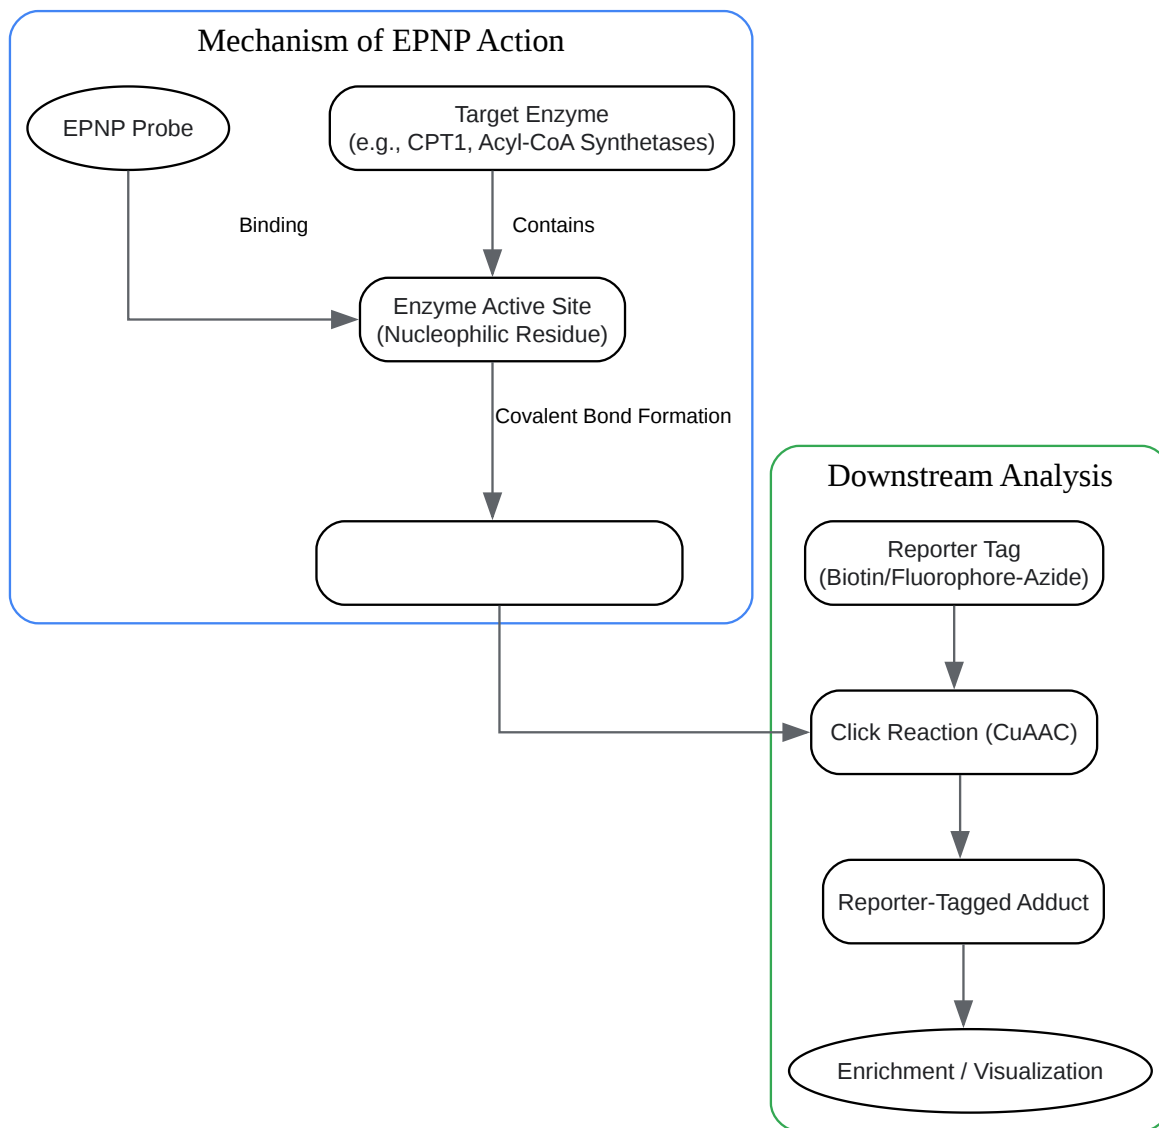 Mechanism of EPNP Action
EPNP Probe
Target Enzyme
(e.g., CPT1, Acyl-CoA Synthetases)
Binding
Contains
Enzyme Active Site
(Nucleophilic Residue)
Covalent Bond Formation
Downstream Analysis
Reporter Tag
(Biotin/Fluorophore-Azide)
Click Reaction (CuAAC)
Reporter-Tagged Adduct
Enrichment / Visualization